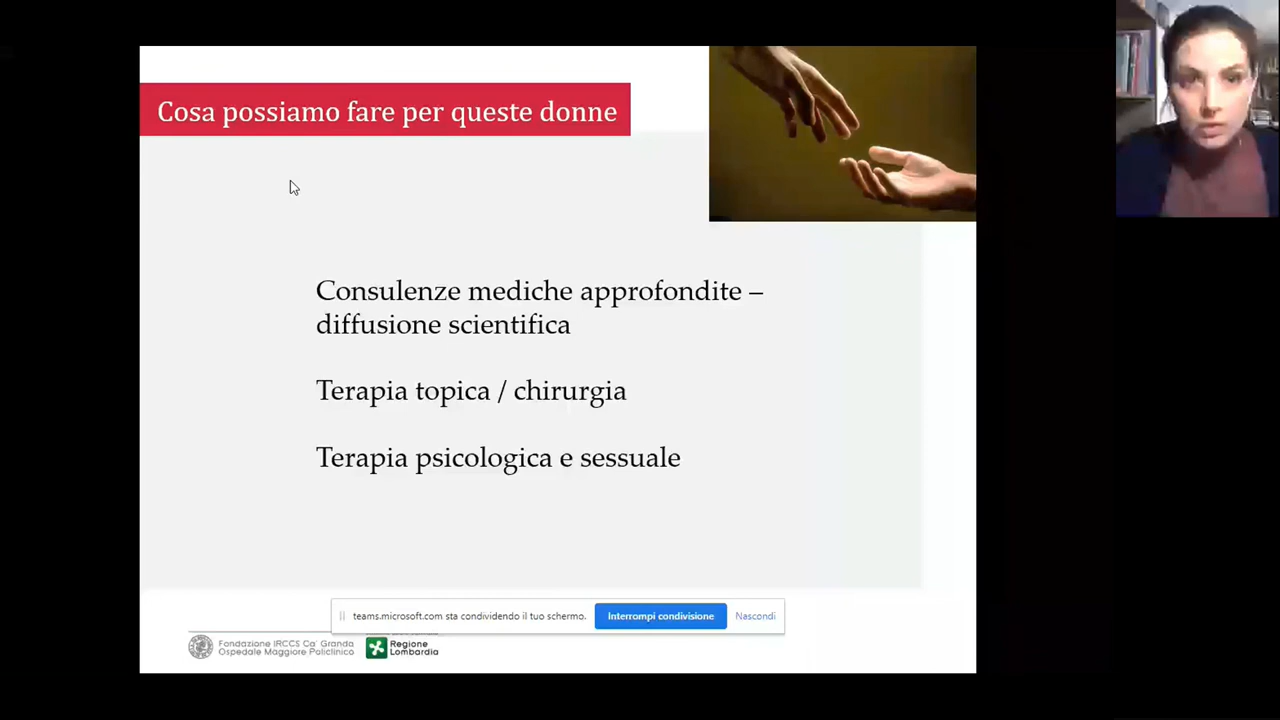 Cosa possiamo fare per queste donne
Consulenze mediche approfondite –
diffusione scientifica
Terapia topica / chirurgia
Terapia psicologica e sessuale
teams.microsoft.com sta condividendo il tuo schermo.
Interrompi condivisione
Nascondi
Fondazione IRCCS Ca' Granda
Ospedale Maggiore Policlinico
Regione
Lombardia